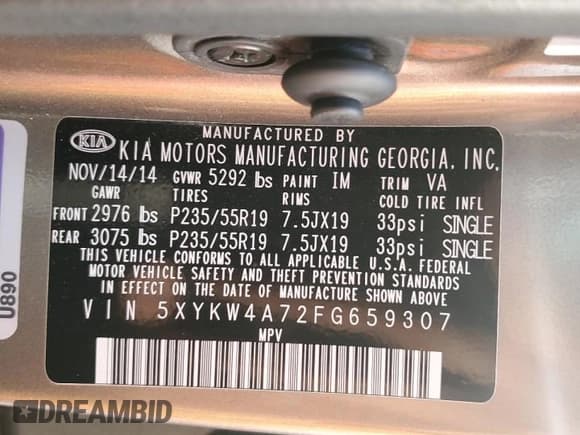 MANUFACTURED BY
KIA KIA MOTORS MANUFACTURING GEORGIA, INC.
NOV/14/14 GVWR 5292 lbs PAINT IM TRIM VA
GAWR TIRES RIMS COLD TIRE INFL
FRONT 2976 lbs P235/55R19 7.5JX19 33psi SINGLE
REAR 3075 lbs P235/55R19 7.5JX19 33psi SINGLE
THIS VEHICLE CONFORMS TO ALL APPLICABLE U.S.A. FEDERAL
MOTOR VEHICLE SAFETY AND THEFT PREVENTION STANDARDS
IN EFFECT ON THE DATE OF MANUFACTURE SHOWN ABOVE.
VIN 5XYKW4A72FG659307
MPV
U890
DREAMBID